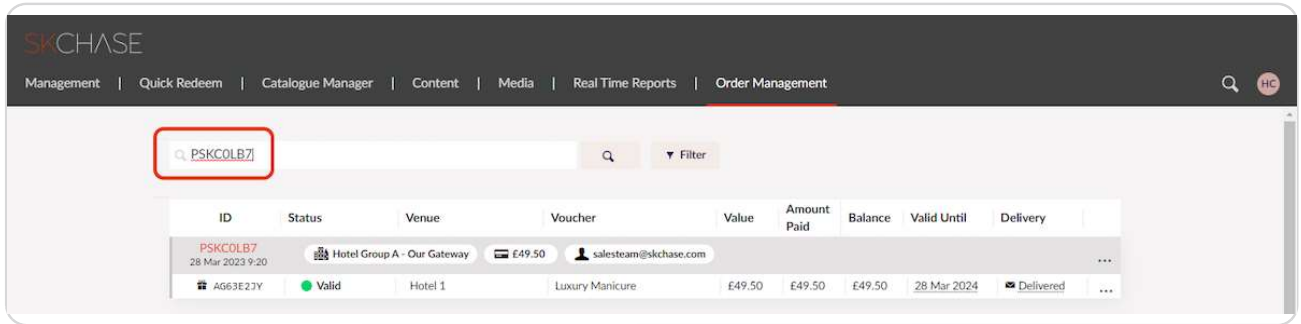 SKCHASE
Management | Quick Redeem | Catalogue Manager | Content | Media | Real Time Reports | Order Management
HC
PSKC0LB7
Filter
ID Status Venue Voucher Value Amount Paid Balance Valid Until Delivery
PSKC0LB7
28 Mar 2023 9:20
Hotel Group A - Our Gateway £49.50 salesteam@skchase.com ...
AG63E2JY Valid Hotel 1 Luxury Manicure £49.50 £49.50 £49.50 28 Mar 2024 Delivered ...